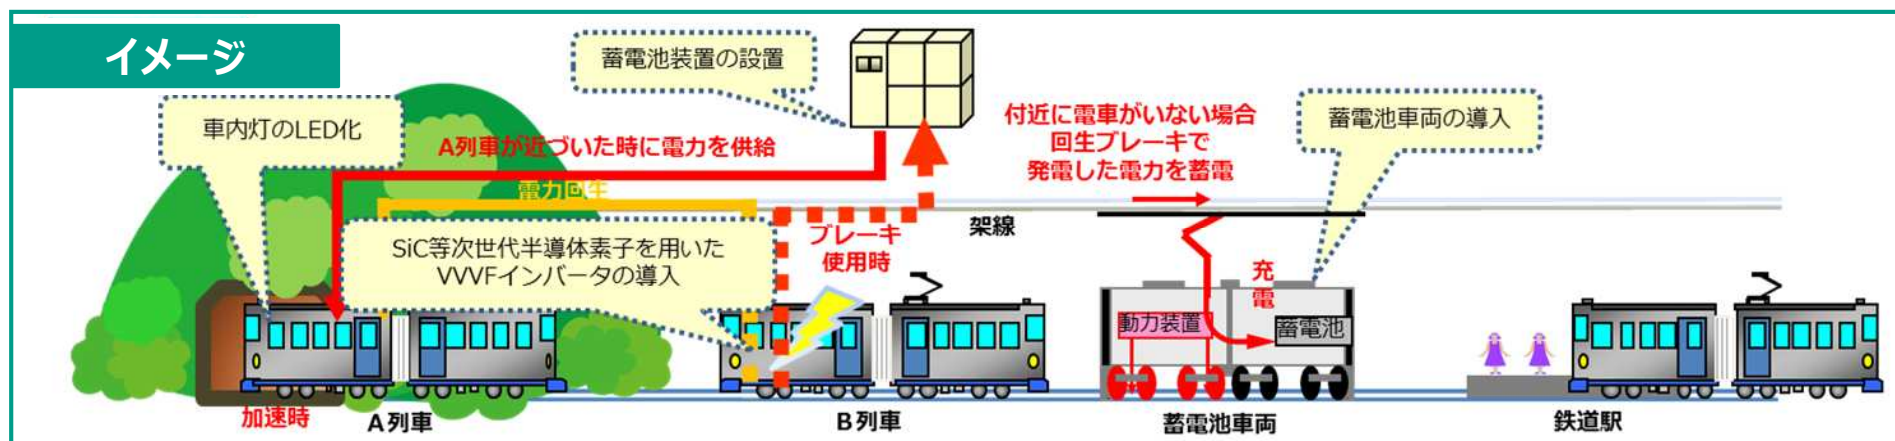 イメージ
蓄電池装置の設置
車内灯のLED化
A列車が近づいた時に電力を供給
付近に電車がいない場合
回生ブレーキで
発電した電力を蓄電
蓄電池車両の導入
電力回生
架線
SiC等次世代半導体素子を用いた
VVVFインバータの導入
ブレーキ
使用時
充
電
動力装置
蓄電池
加速時
A列車
B列車
蓄電池車両
鉄道駅